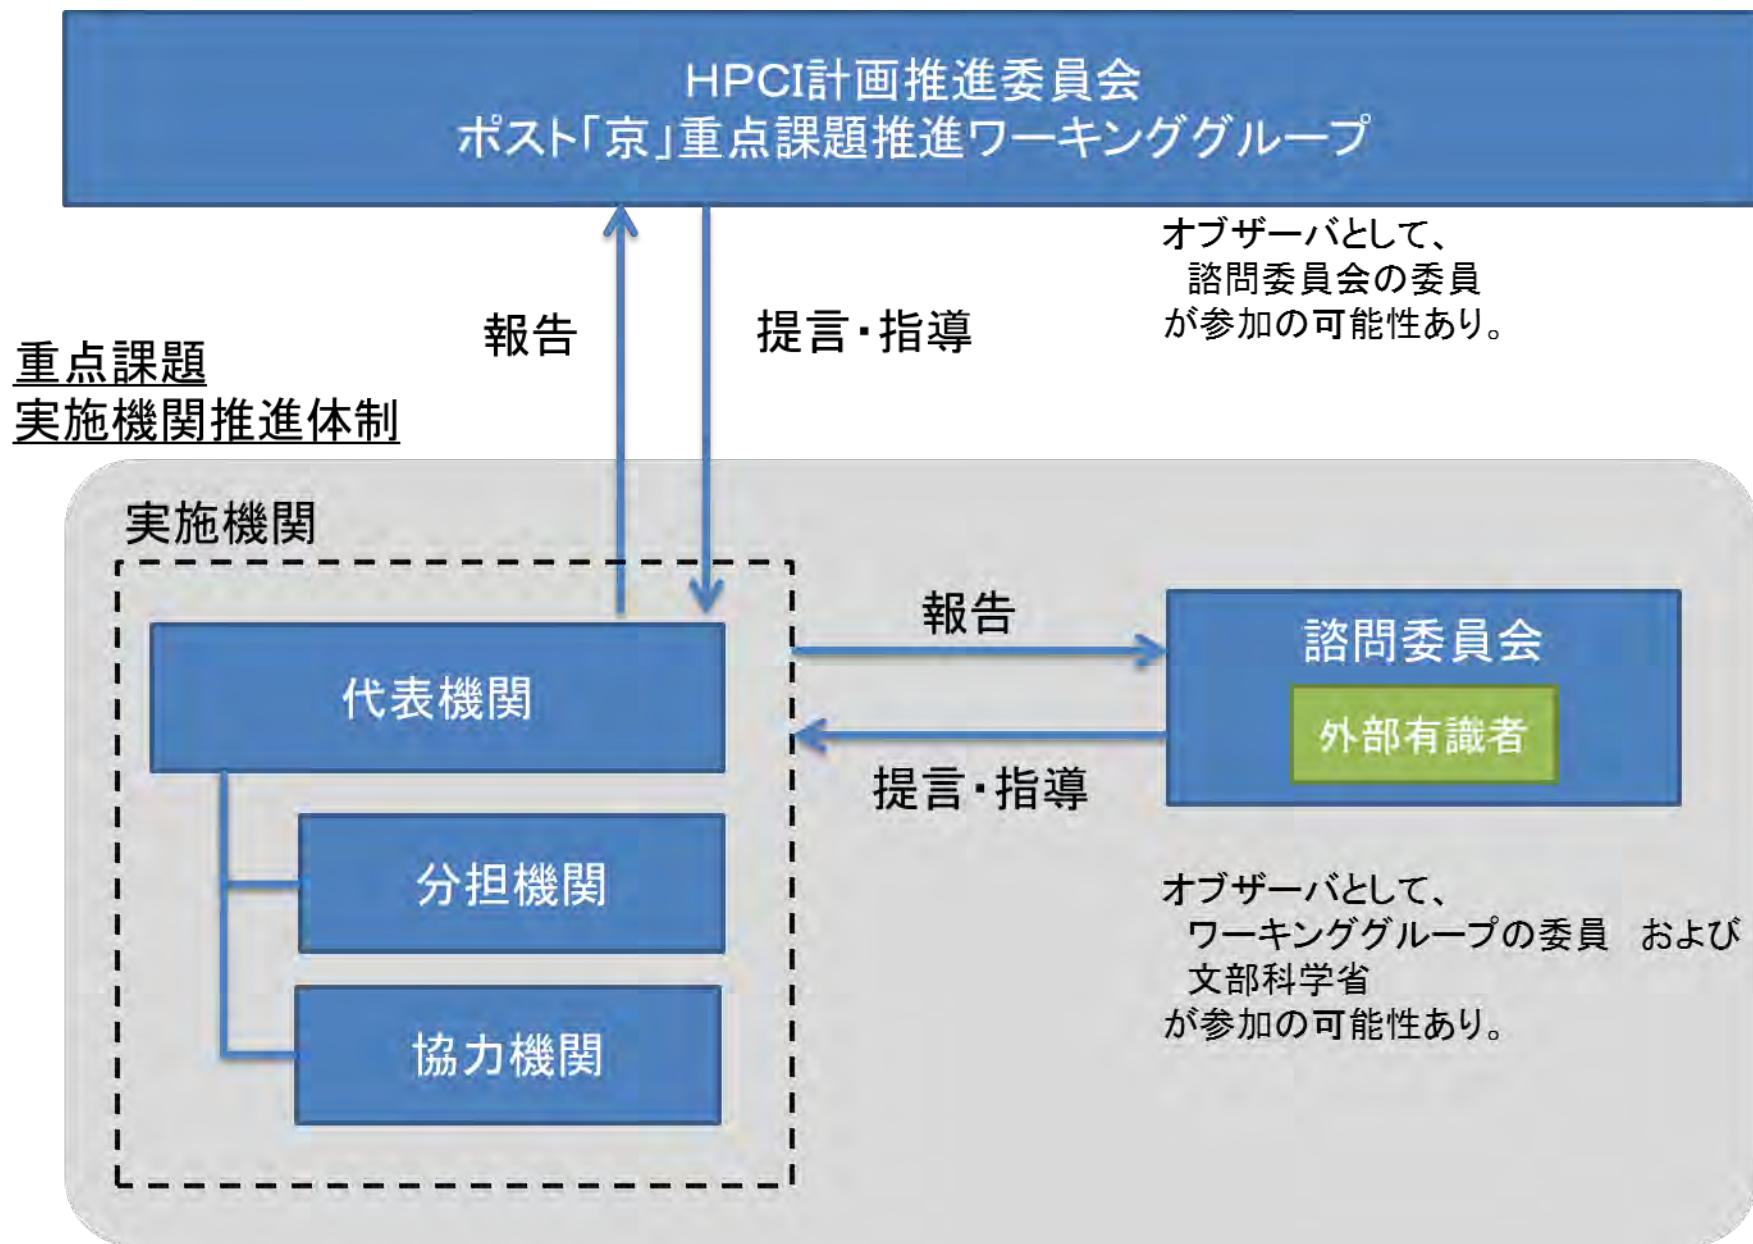 HPCI計画推進委員会
ポスト「京」重点課題推進ワーキンググループ
オブザーバとして、
諮問委員会の委員
が参加の可能性あり。
報告
提言・指導
重点課題
実施機関推進体制
実施機関
代表機関
分担機関
協力機関
報告
提言・指導
諮問委員会
外部有識者
オブザーバとして、
ワーキンググループの委員　および
文部科学省
が参加の可能性あり。